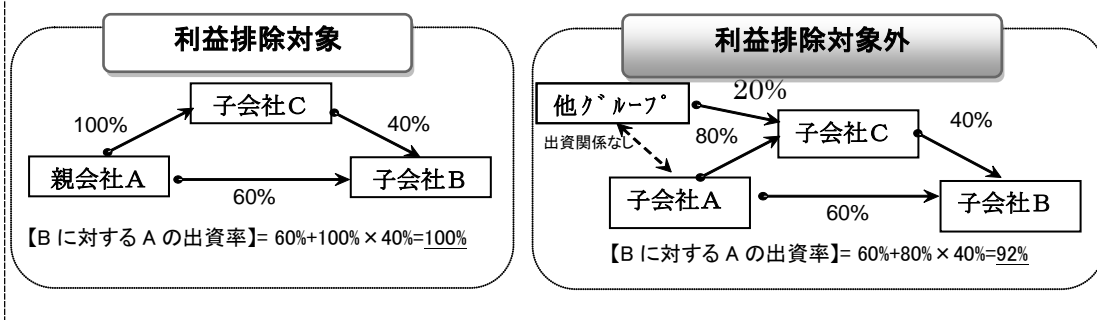 利益排除対象
子会社C
100%
40%
親会社A
60%
子会社B
【B に対する A の出資率】= 60%+100%×40%=100%
利益排除対象外
他グループ
20%
出資関係なし
80%
子会社C
40%
子会社A
60%
子会社B
【B に対する A の出資率】= 60%+80%×40%=92%